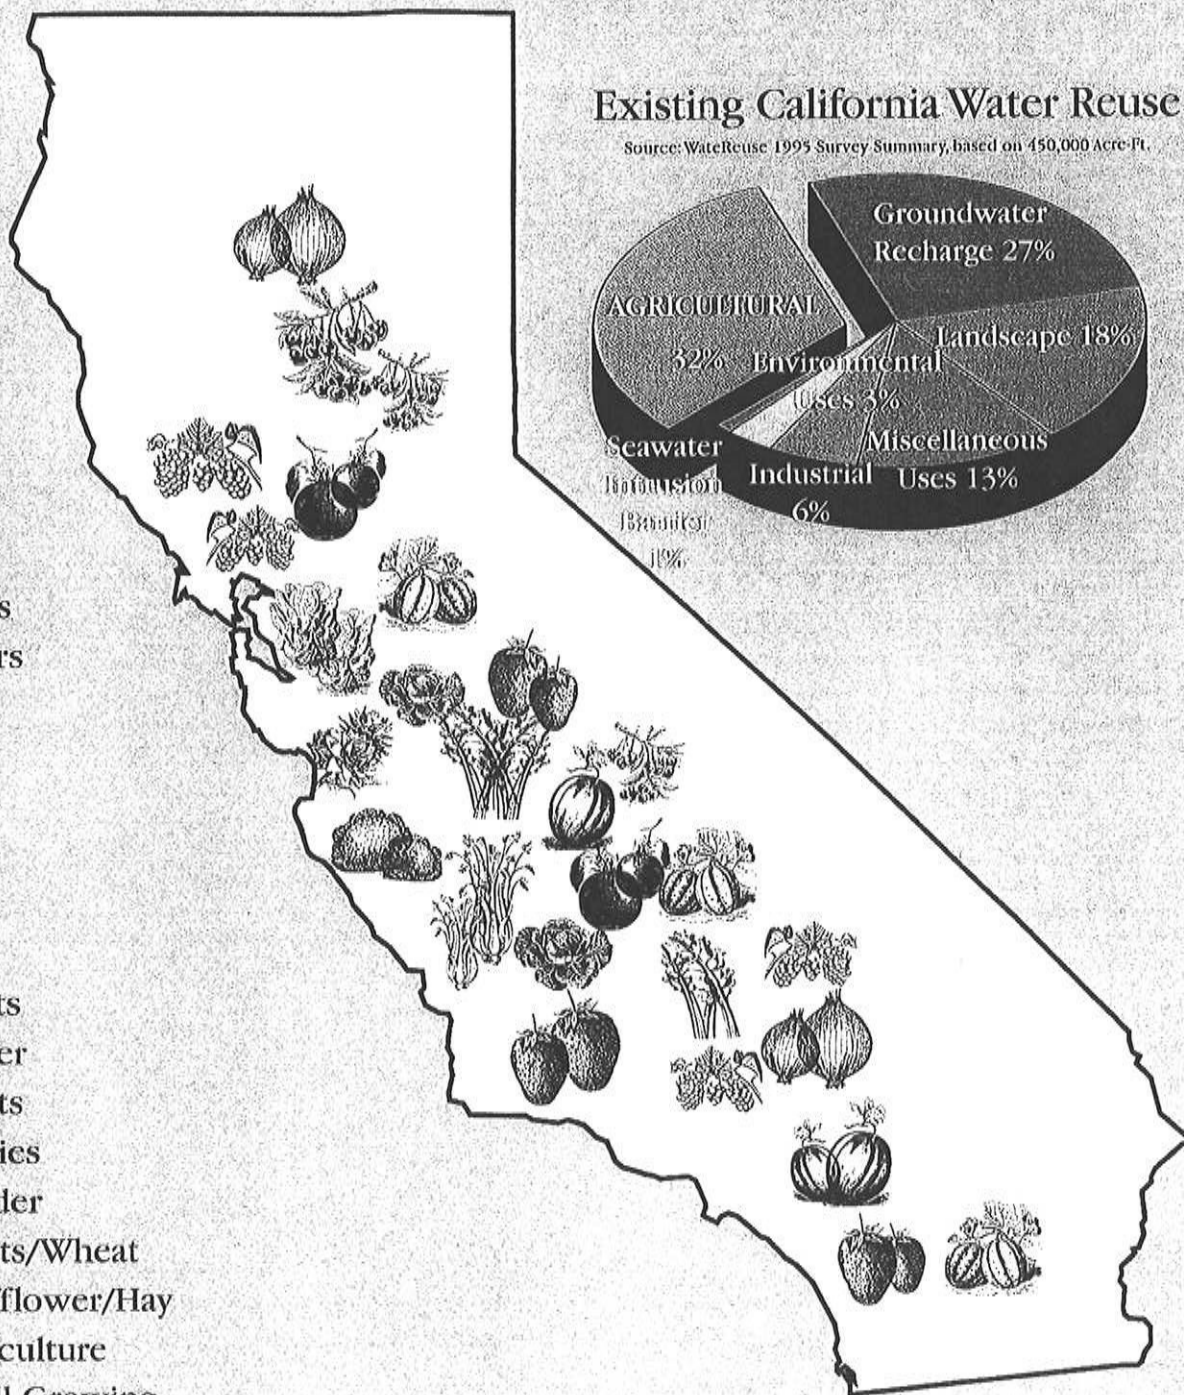 Existing California Water Reuse
Source: WateReuse 1995 Survey Summary, based on 450,000 Acre-Ft.
Groundwater
Recharge 27%
AGRICULTURAL
32%
Landscape 18%
Environmental
Uses 3%
Miscellaneous
Uses 13%
Industrial
6%
Seawater
Intrusion
Barrier
1%
s
rs
ts
er
ts
ies
der
ts/Wheat
fflower/Hay
culture
Growing